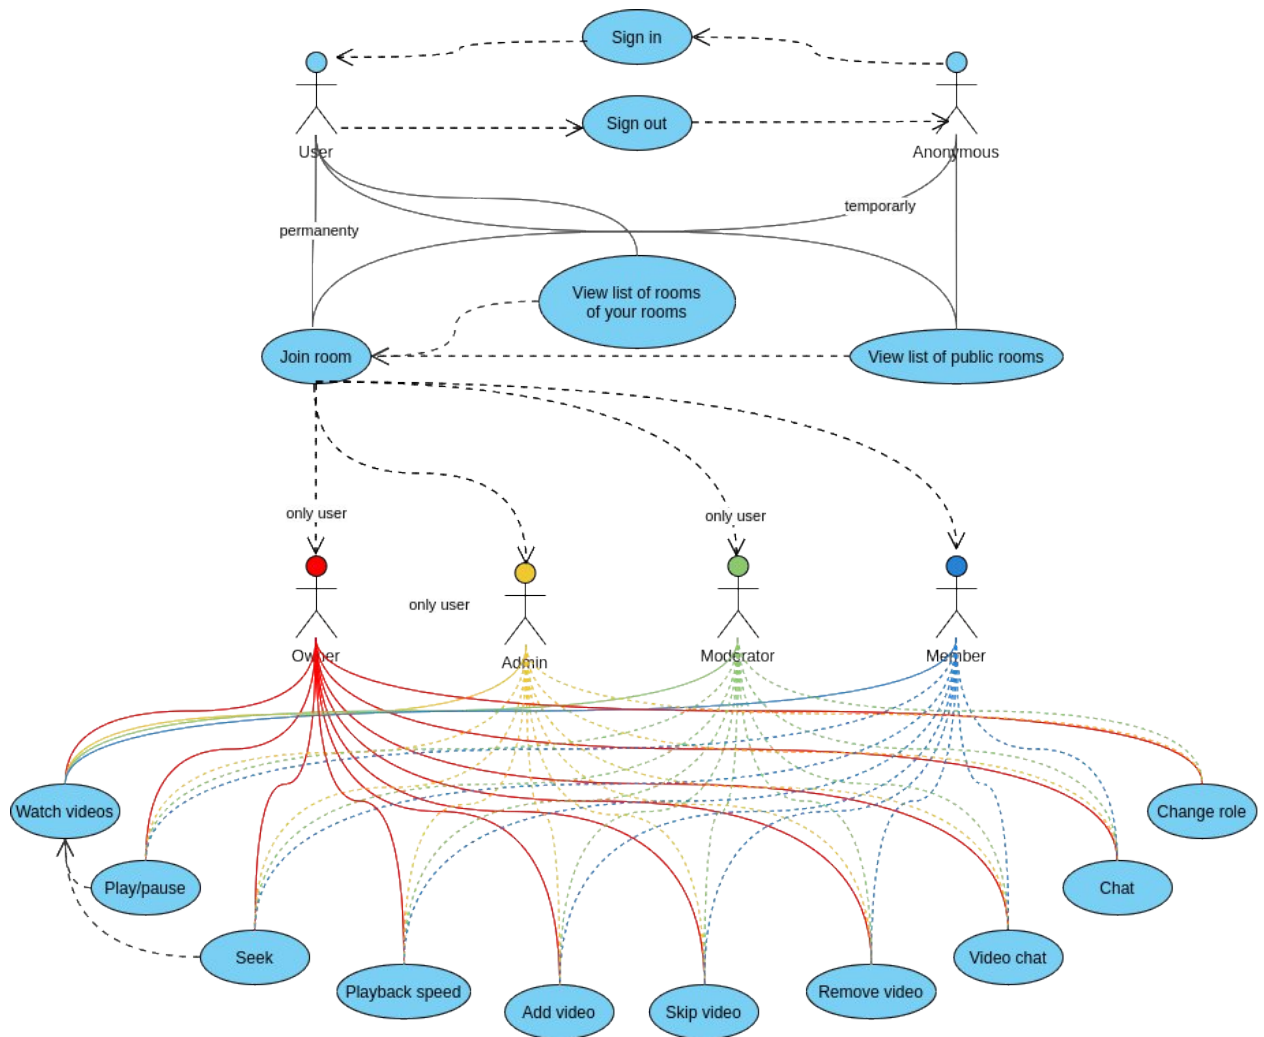 Sign in
Sign out
User
Anonymous
temporarly
permanenty
View list of rooms
of your rooms
Join room
View list of public rooms
only user
only user
only user
Owner
Admin
Moderator
Member
Watch videos
Change role
Play/pause
Chat
Seek
Video chat
Playback speed
Remove video
Add video
Skip video